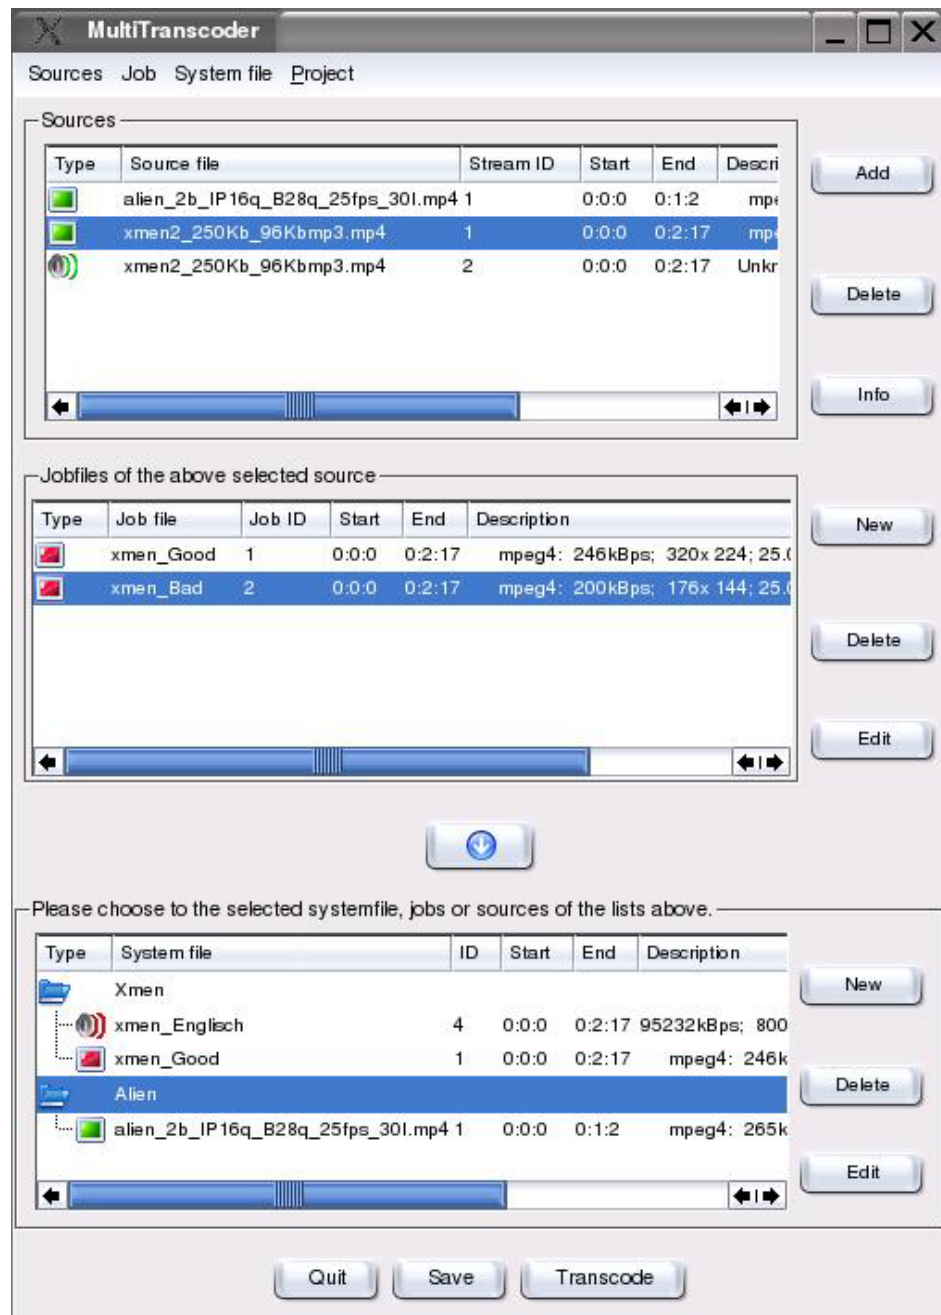 MultiTranscoder
Sources Job System file Project
Sources
Type Source file Stream ID Start End Descri
alien_2b_IP16q_B28q_25fps_30I.mp4 1 0:0:0 0:1:2 mpe
xmen2_250Kb_96Kbmp3.mp4 1 0:0:0 0:2:17 mpe
xmen2_250Kb_96Kbmp3.mp4 2 0:0:0 0:2:17 Unkr
Add
Delete
Info
Jobfiles of the above selected source
Type Job file Job ID Start End Description
xmen_Good 1 0:0:0 0:2:17 mpeg4: 246kBps; 320x 224; 25.0
xmen_Bad 2 0:0:0 0:2:17 mpeg4: 200kBps; 176x 144; 25.0
New
Delete
Edit
Please choose to the selected systemfile, jobs or sources of the lists above.
Type System file ID Start End Description
Xmen
xmen_Englisch 4 0:0:0 0:2:17 95232kBps; 800
xmen_Good 1 0:0:0 0:2:17 mpeg4: 246k
Alien
alien_2b_IP16q_B28q_25fps_30I.mp4 1 0:0:0 0:1:2 mpeg4: 265k
New
Delete
Edit
Quit Save Transcode